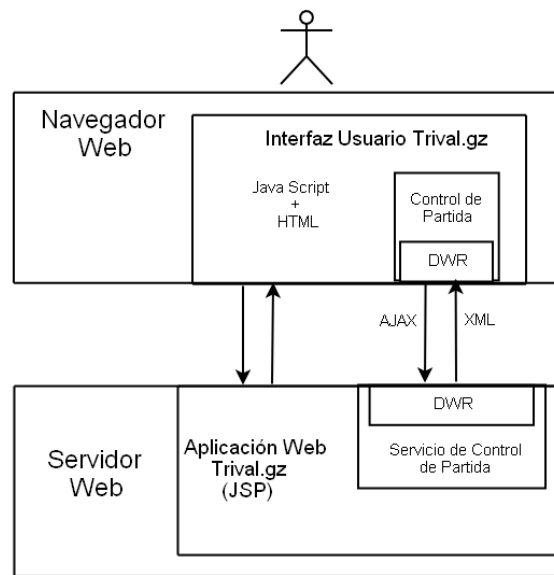 Navegador
Web
Interfaz Usuario Trival.gz
Java Script
+
HTML
Control de
Partida
DWR
AJAX
XML
Servidor
Web
Aplicación Web
Trival.gz
(JSP)
DWR
Servicio de Control
de Partida